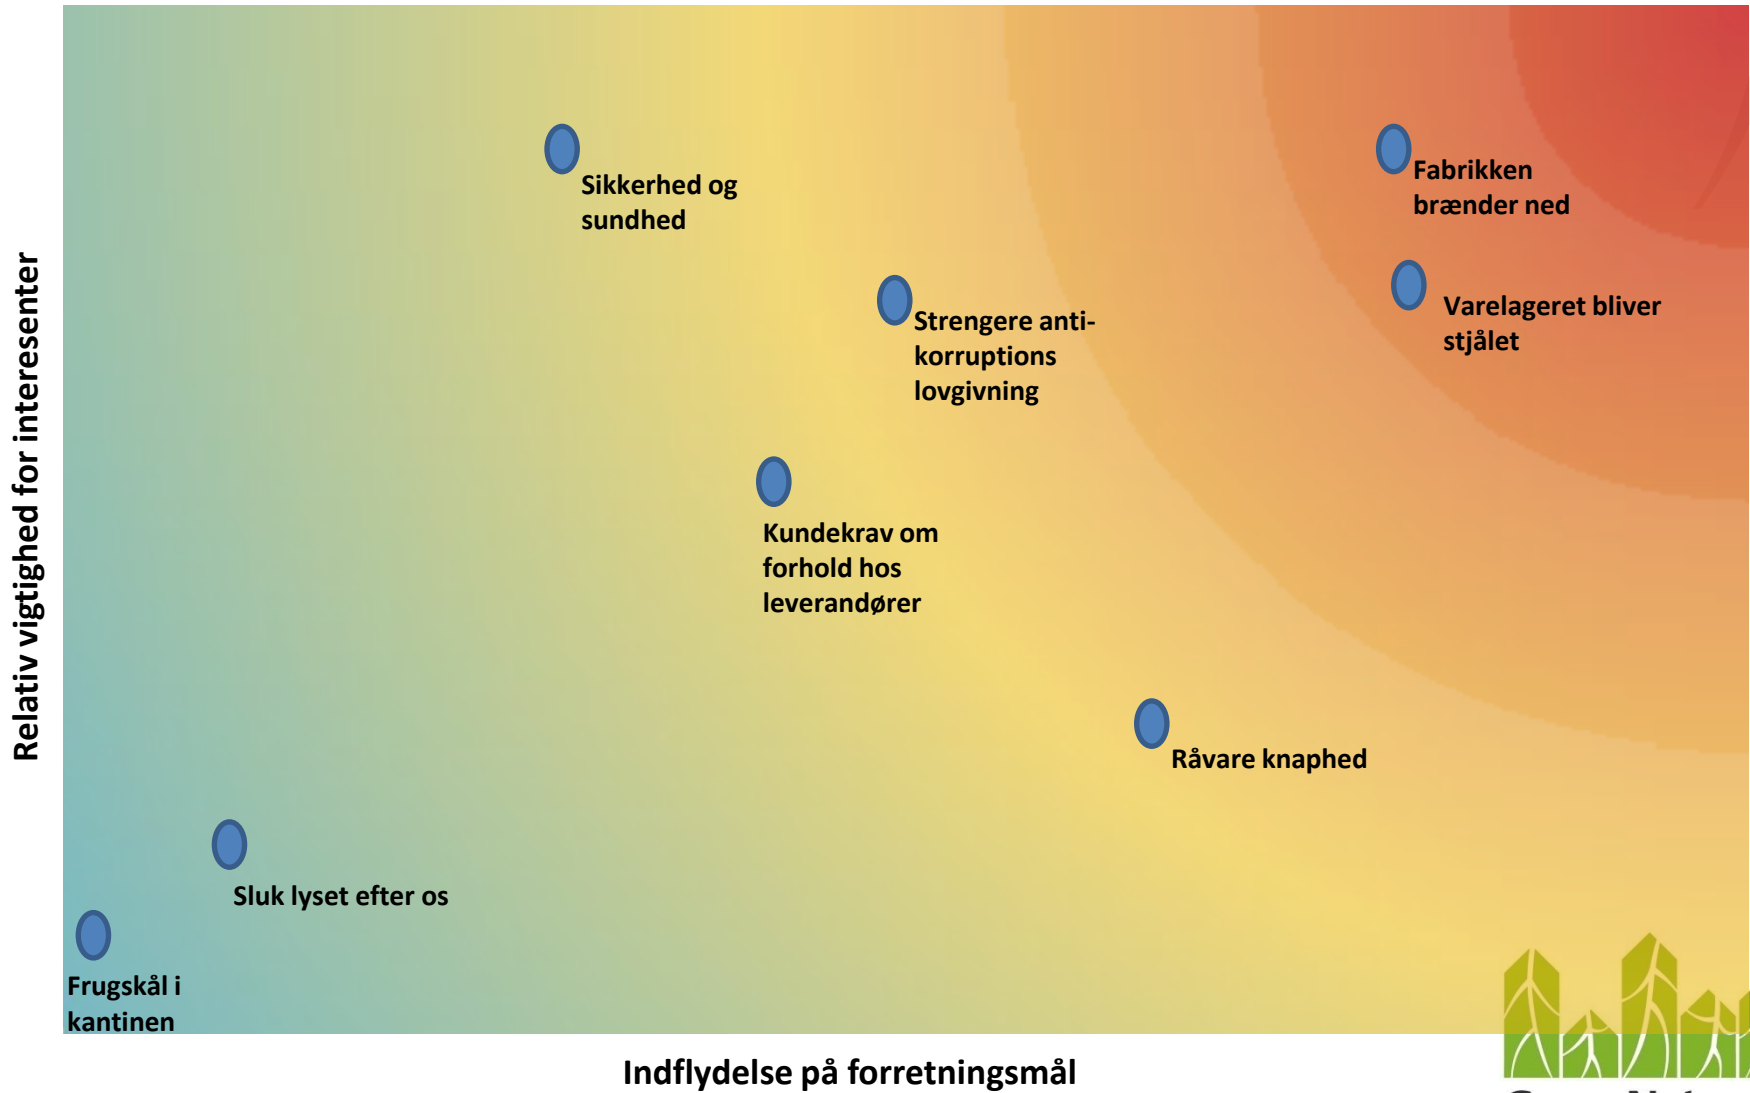 Relativ vigtighed for interesenter
Sikkerhed og
sundhed
Fabrikken
brænder ned
Varelageret bliver
stjålet
Strengere anti-
korruptions
lovgivning
Kundekrav om
forhold hos
leverandører
Råvare knaphed
Sluk lyset efter os
Frugskål i
kantinen
Indflydelse på forretningsmål